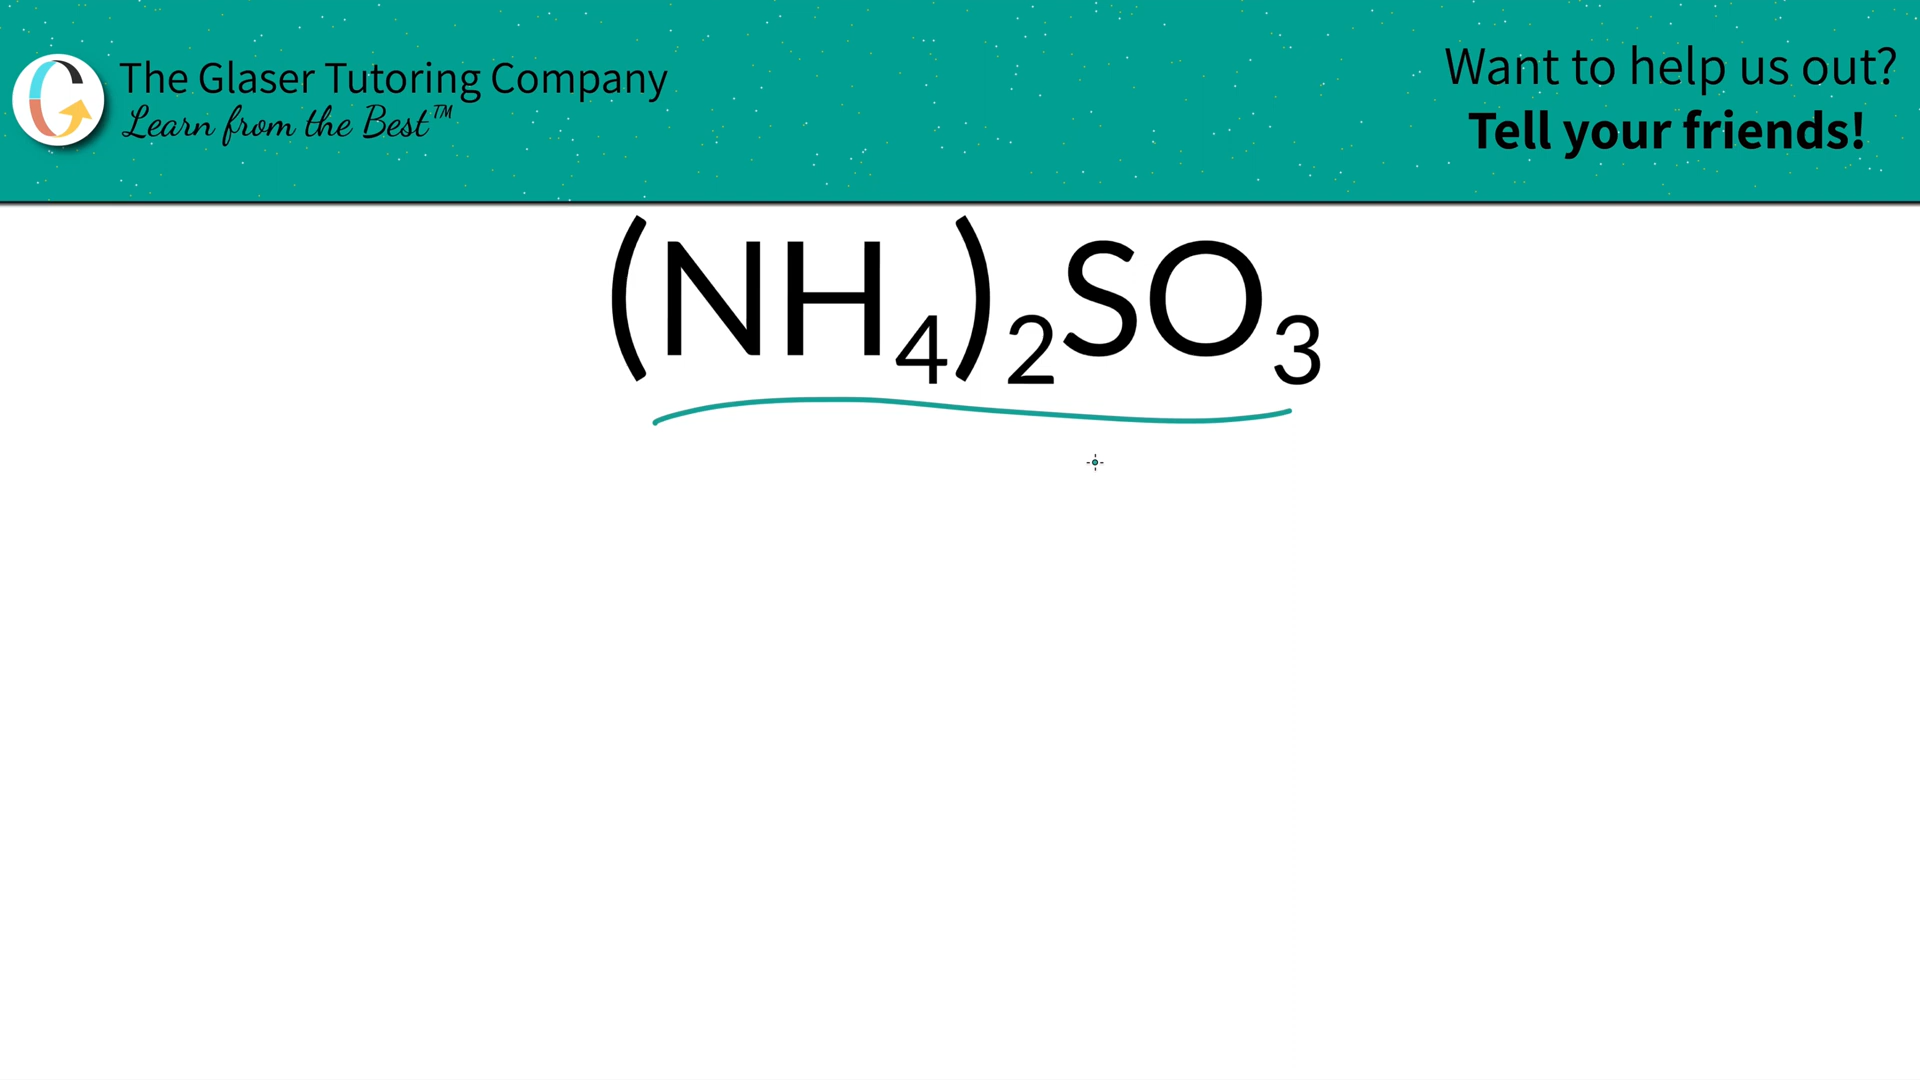 The Glaser Tutoring Company
Learn from the Best™
Want to help us out?
Tell your friends!
(NH₄)₂SO₃